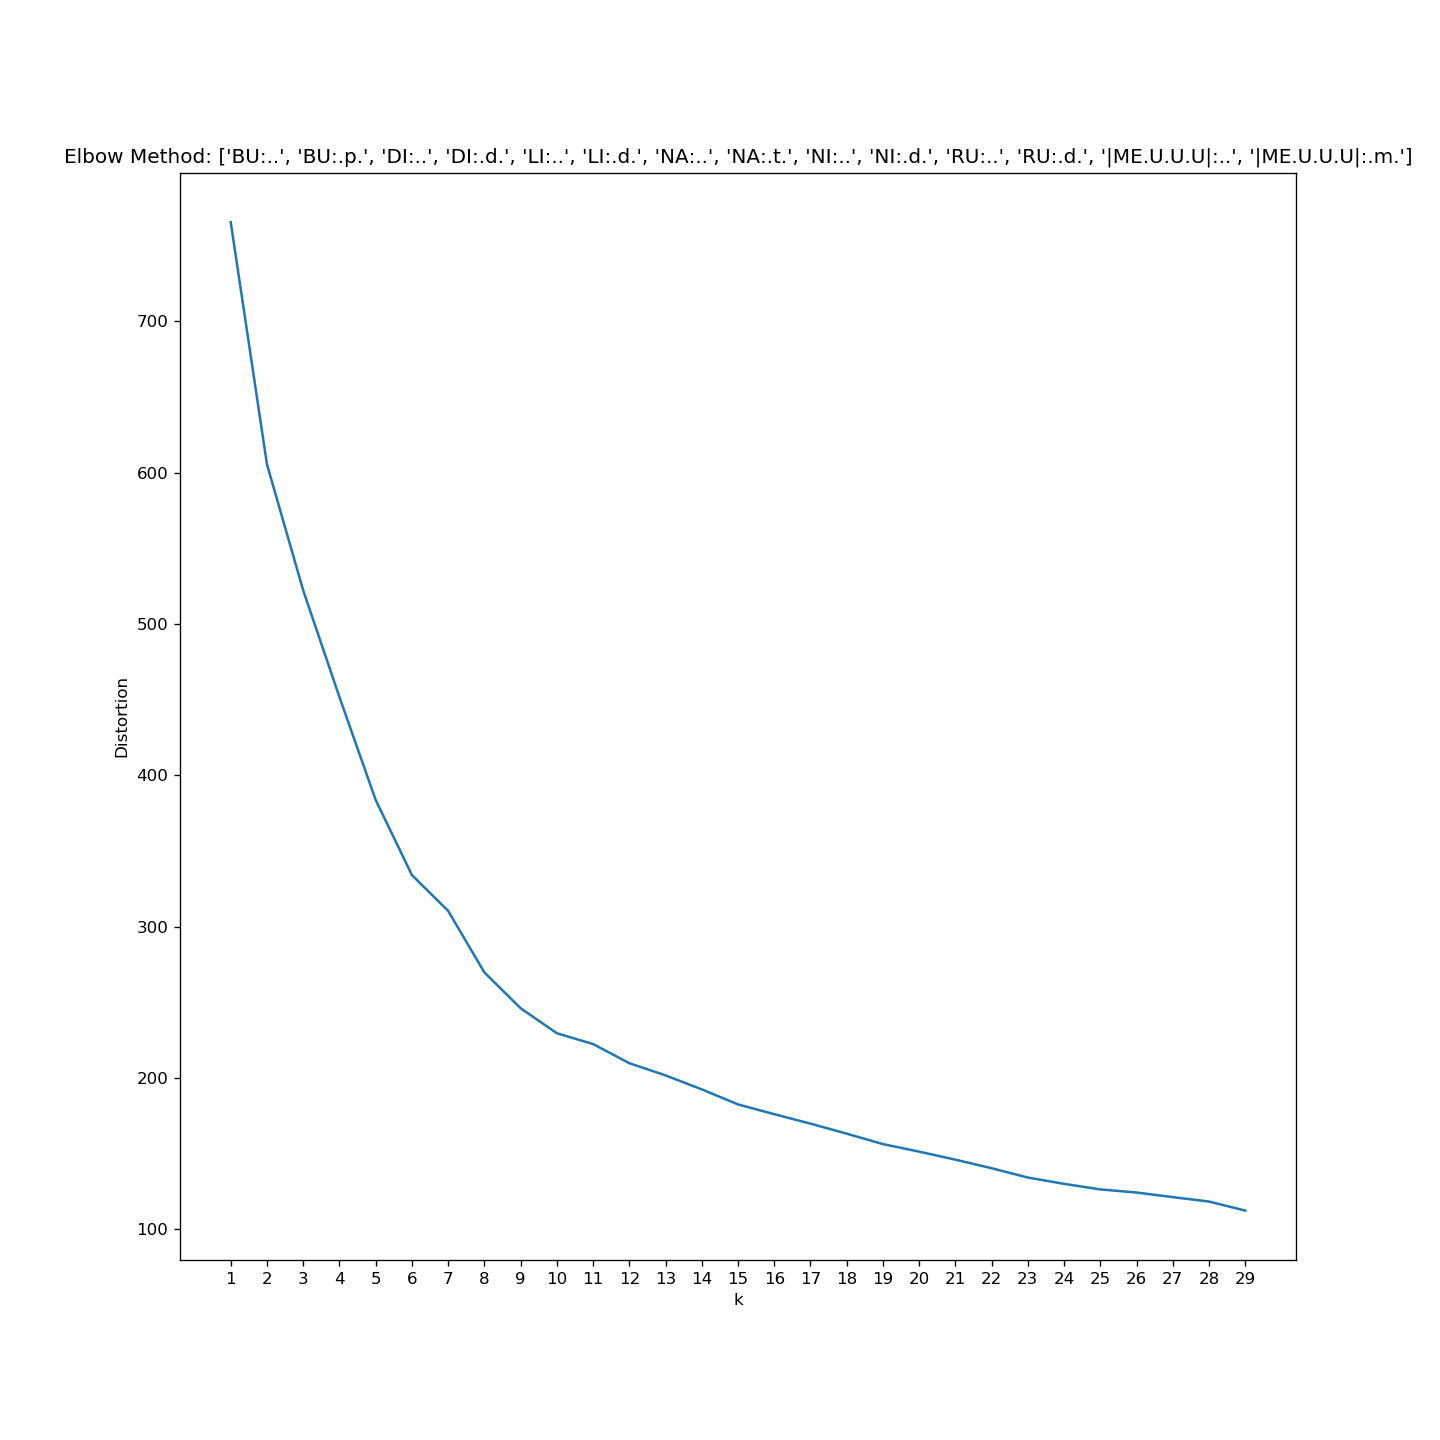 Elbow Method: ['BU:..', 'BU:.p.', 'DI:..', 'DI:.d.', 'LI:..', 'LI:.d.', 'NA:..', 'NA:.t.', 'NI:..', 'NI:.d.', 'RU:..', 'RU:.d.', '|ME.U.U.U|:..', '|ME.U.U.U|:.m.']
700
600
500
400
300
200
100
Distortion
1 2 3 4 5 6 7 8 9 10 11 12 13 14 15 16 17 18 19 20 21 22 23 24 25 26 27 28 29
k